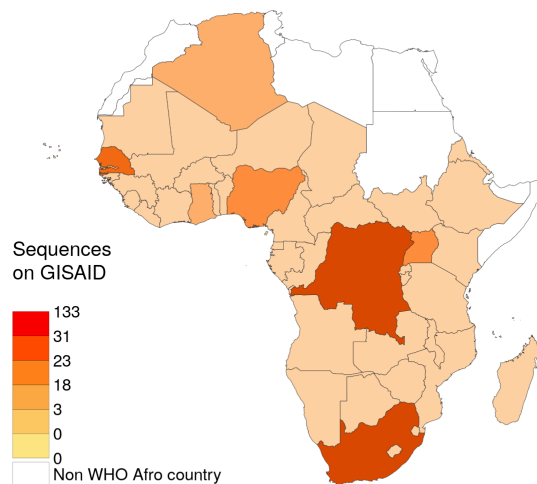 Sequences
on GISAID
133
31
23
18
3
0
0
Non WHO Afro country